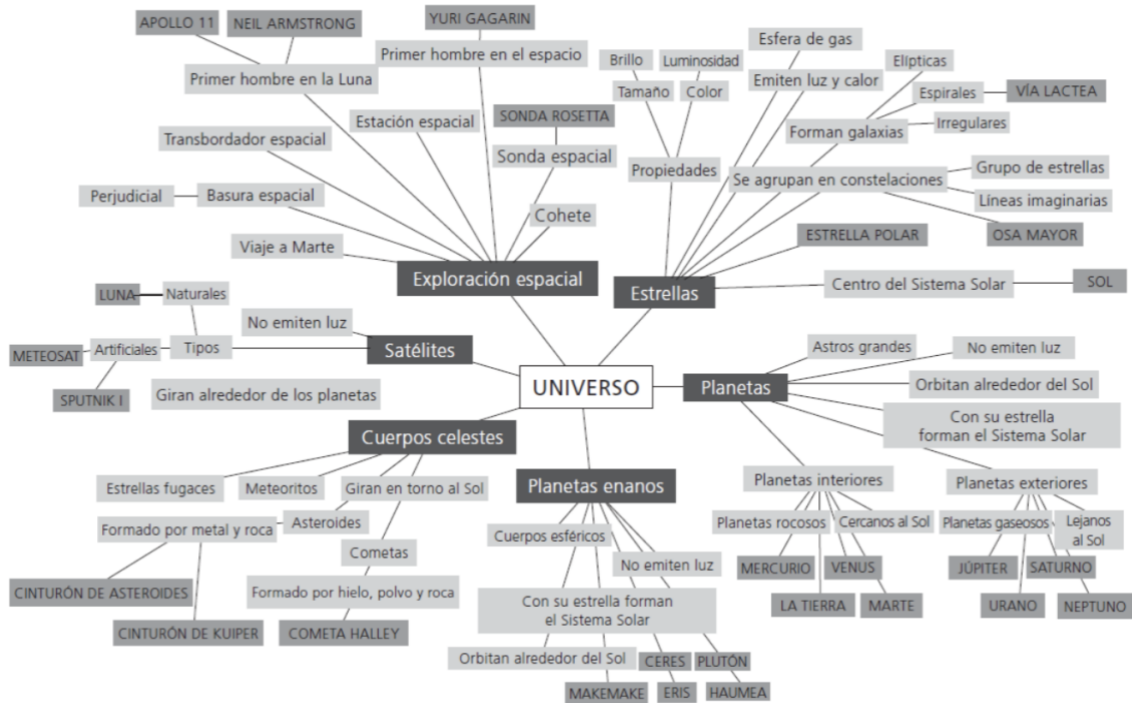 APOLLO 11
NEIL ARMSTRONG
Primer hombre en la Luna
YURI GAGARIN
Primer hombre en el espacio
Estación espacial
Transbordador espacial
SONDA ROSETTA
Sonda espacial
Perjudicial
Basura espacial
Cohete
Viaje a Marte
Exploración espacial
Esfera de gas
Brillo
Luminosidad
Tamaño
Color
Propiedades
Emiten luz y calor
Elípticas
Espirales
VÍA LACTEA
Irregulares
Forman galaxias
Se agrupan en constelaciones
Grupo de estrellas
Líneas imaginarias
OSA MAYOR
ESTRELLA POLAR
Estrellas
Centro del Sistema Solar
SOL
LUNA
Naturales
No emiten luz
METEOSAT
Artificiales
Tipos
Satélites
SPUTNIK I
Giran alrededor de los planetas
UNIVERSO
Planetas
Astros grandes
No emiten luz
Orbitan alrededor del Sol
Con su estrella
forman el Sistema Solar
Planetas interiores
Planetas rocosos
Cercanos al Sol
MERCURIO
VENUS
LA TIERRA
MARTE
Planetas exteriores
Planetas gaseosos
Lejanos
al Sol
JÚPITER
SATURNO
URANO
NEPTUNO
Cuerpos celestes
Estrellas fugaces
Meteoritos
Giran en torno al Sol
Formado por metal y roca
Asteroides
Cometas
CINTURÓN DE ASTEROIDES
Formado por hielo, polvo y roca
CINTURÓN DE KUIPER
COMETA HALLEY
Planetas enanos
Cuerpos esféricos
No emiten luz
Con su estrella forman
el Sistema Solar
Orbitan alrededor del Sol
CERES
PLUTÓN
MAKEMAKE
ERIS
HAUMEA